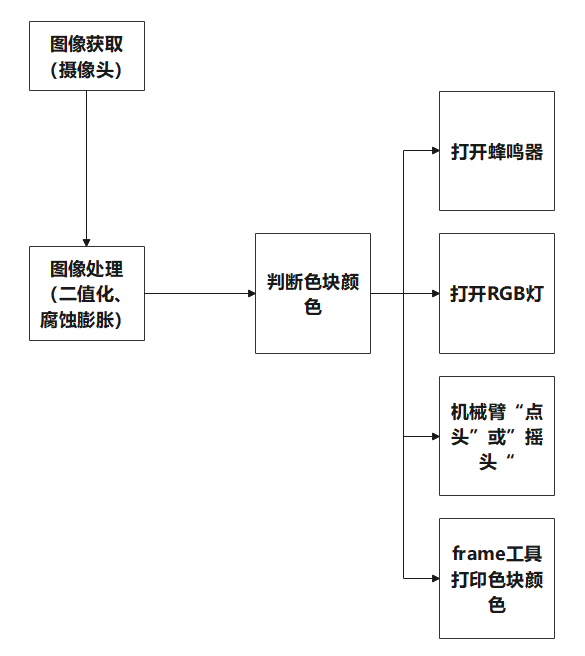 图像获取
（摄像头）
图像处理
（二值化、
腐蚀膨胀）
判断色块颜
色
打开蜂鸣器
打开RGB灯
机械臂“点
头”或”摇
头“
frame工具
打印色块颜
色